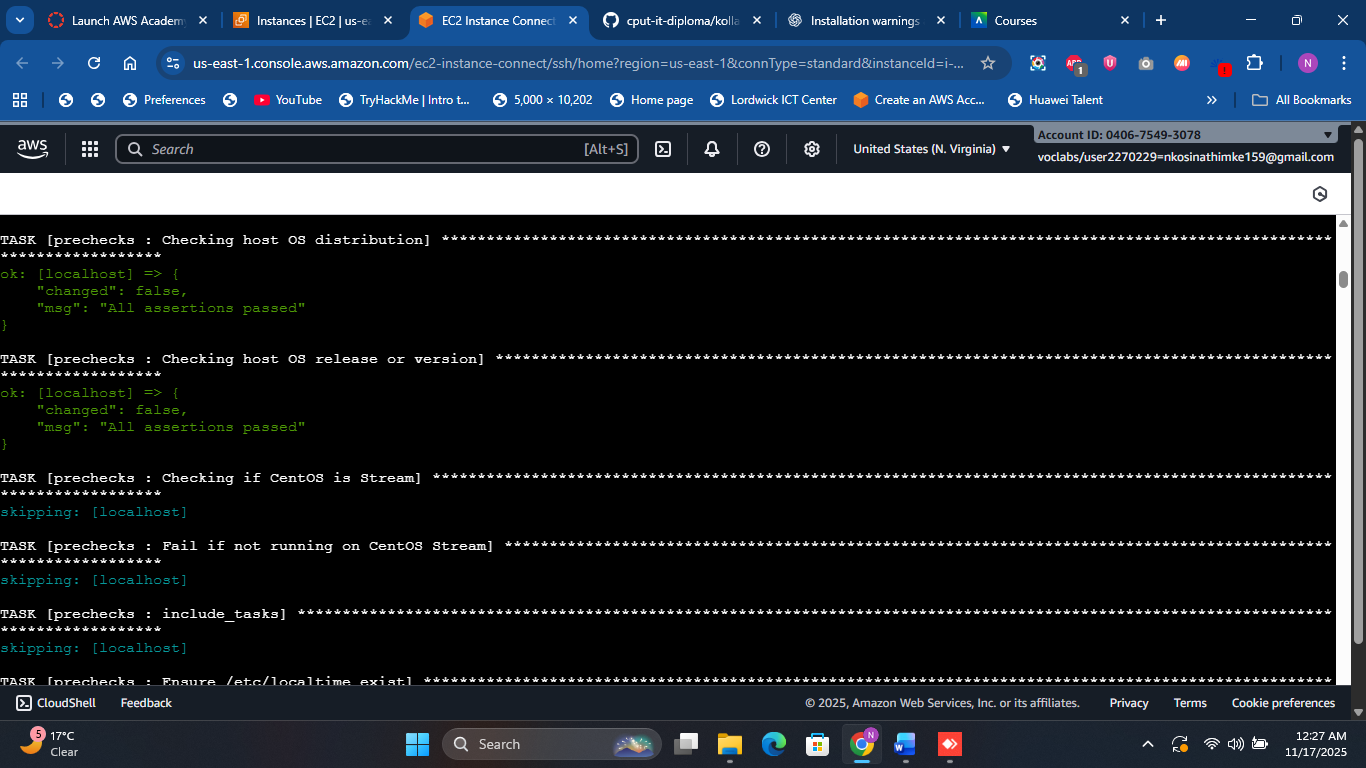 Launch AWS Academy
Instances | EC2 | us-ea
EC2 Instance Connect
cput-it-diploma/kolla
Installation warnings
Courses
us-east-1.console.aws.amazon.com/ec2-instance-connect/ssh/home?region=us-east-1&connType=standard&instanceId=i-...
ABP
1
N
Preferences
YouTube
TryHackMe | Intro t...
5,000 × 10,202
Home page
Lordwick ICT Center
Create an AWS Acc...
Huawei Talent
»
All Bookmarks
aws
Search
[Alt+S]
United States (N. Virginia)
Account ID: 0406-7549-3078
voclabs/user2270229=nkosinathimke159@gmail.com
TASK [prechecks : Checking host OS distribution] ***************************************************************************************************
******************
ok: [localhost] => {
    "changed": false,
    "msg": "All assertions passed"
}
TASK [prechecks : Checking host OS release or version] *********************************************************************************************
******************
ok: [localhost] => {
    "changed": false,
    "msg": "All assertions passed"
}
TASK [prechecks : Checking if CentOS is Stream] ****************************************************************************************************
******************
skipping: [localhost]
TASK [prechecks : Fail if not running on CentOS Stream] ********************************************************************************************
******************
skipping: [localhost]
TASK [prechecks : include_tasks] *******************************************************************************************************************
******************
skipping: [localhost]
TASK [prechecks : Ensure /etc/localtime exist] *****************************************************************************************************
CloudShell
Feedback
© 2025, Amazon Web Services, Inc. or its affiliates.
Privacy
Terms
Cookie preferences
5
17°C
Clear
Search
N
12:27 AM
11/17/2025